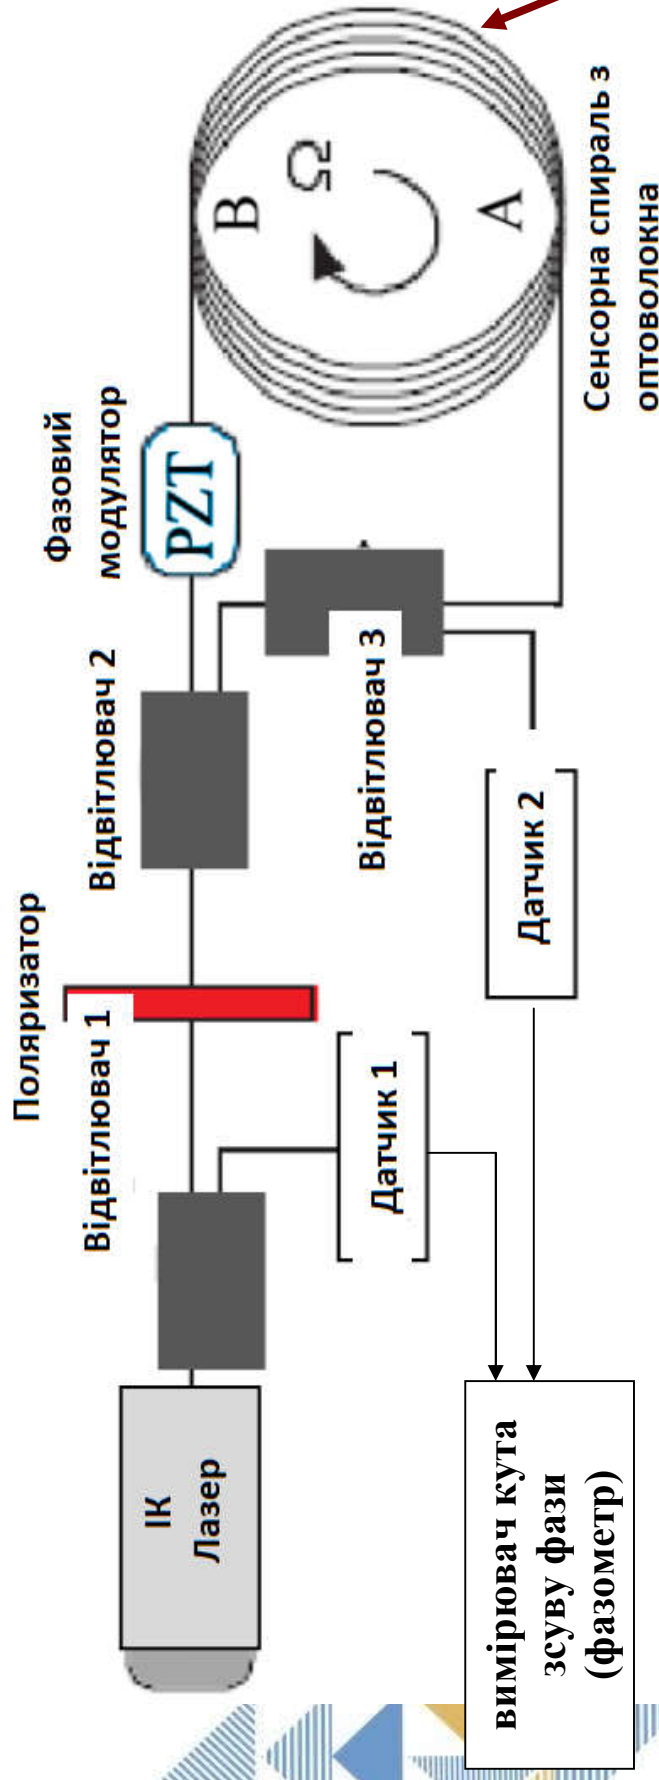 ІК
Лазер
Відвітлювач 1
Поляризатор
Відвітлювач 2
Фазовий
модулятор
PZT
B
Ω
A
Сенсорна спираль з
оптоволокна
Відвітлювач 3
Датчик 1
Датчик 2
вимірювач кута
зсуву фази
(фазометр)